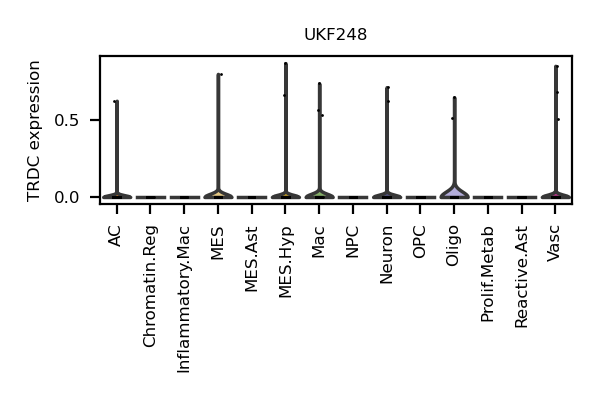 UKF248
TRDC expression
0.5
0.0
AC
Chromatin.Reg
Inflammatory.Mac
MES
MES.Ast
MES.Hyp
Mac
NPC
Neuron
OPC
Oligo
Prolif.Metab
Reactive.Ast
Vasc